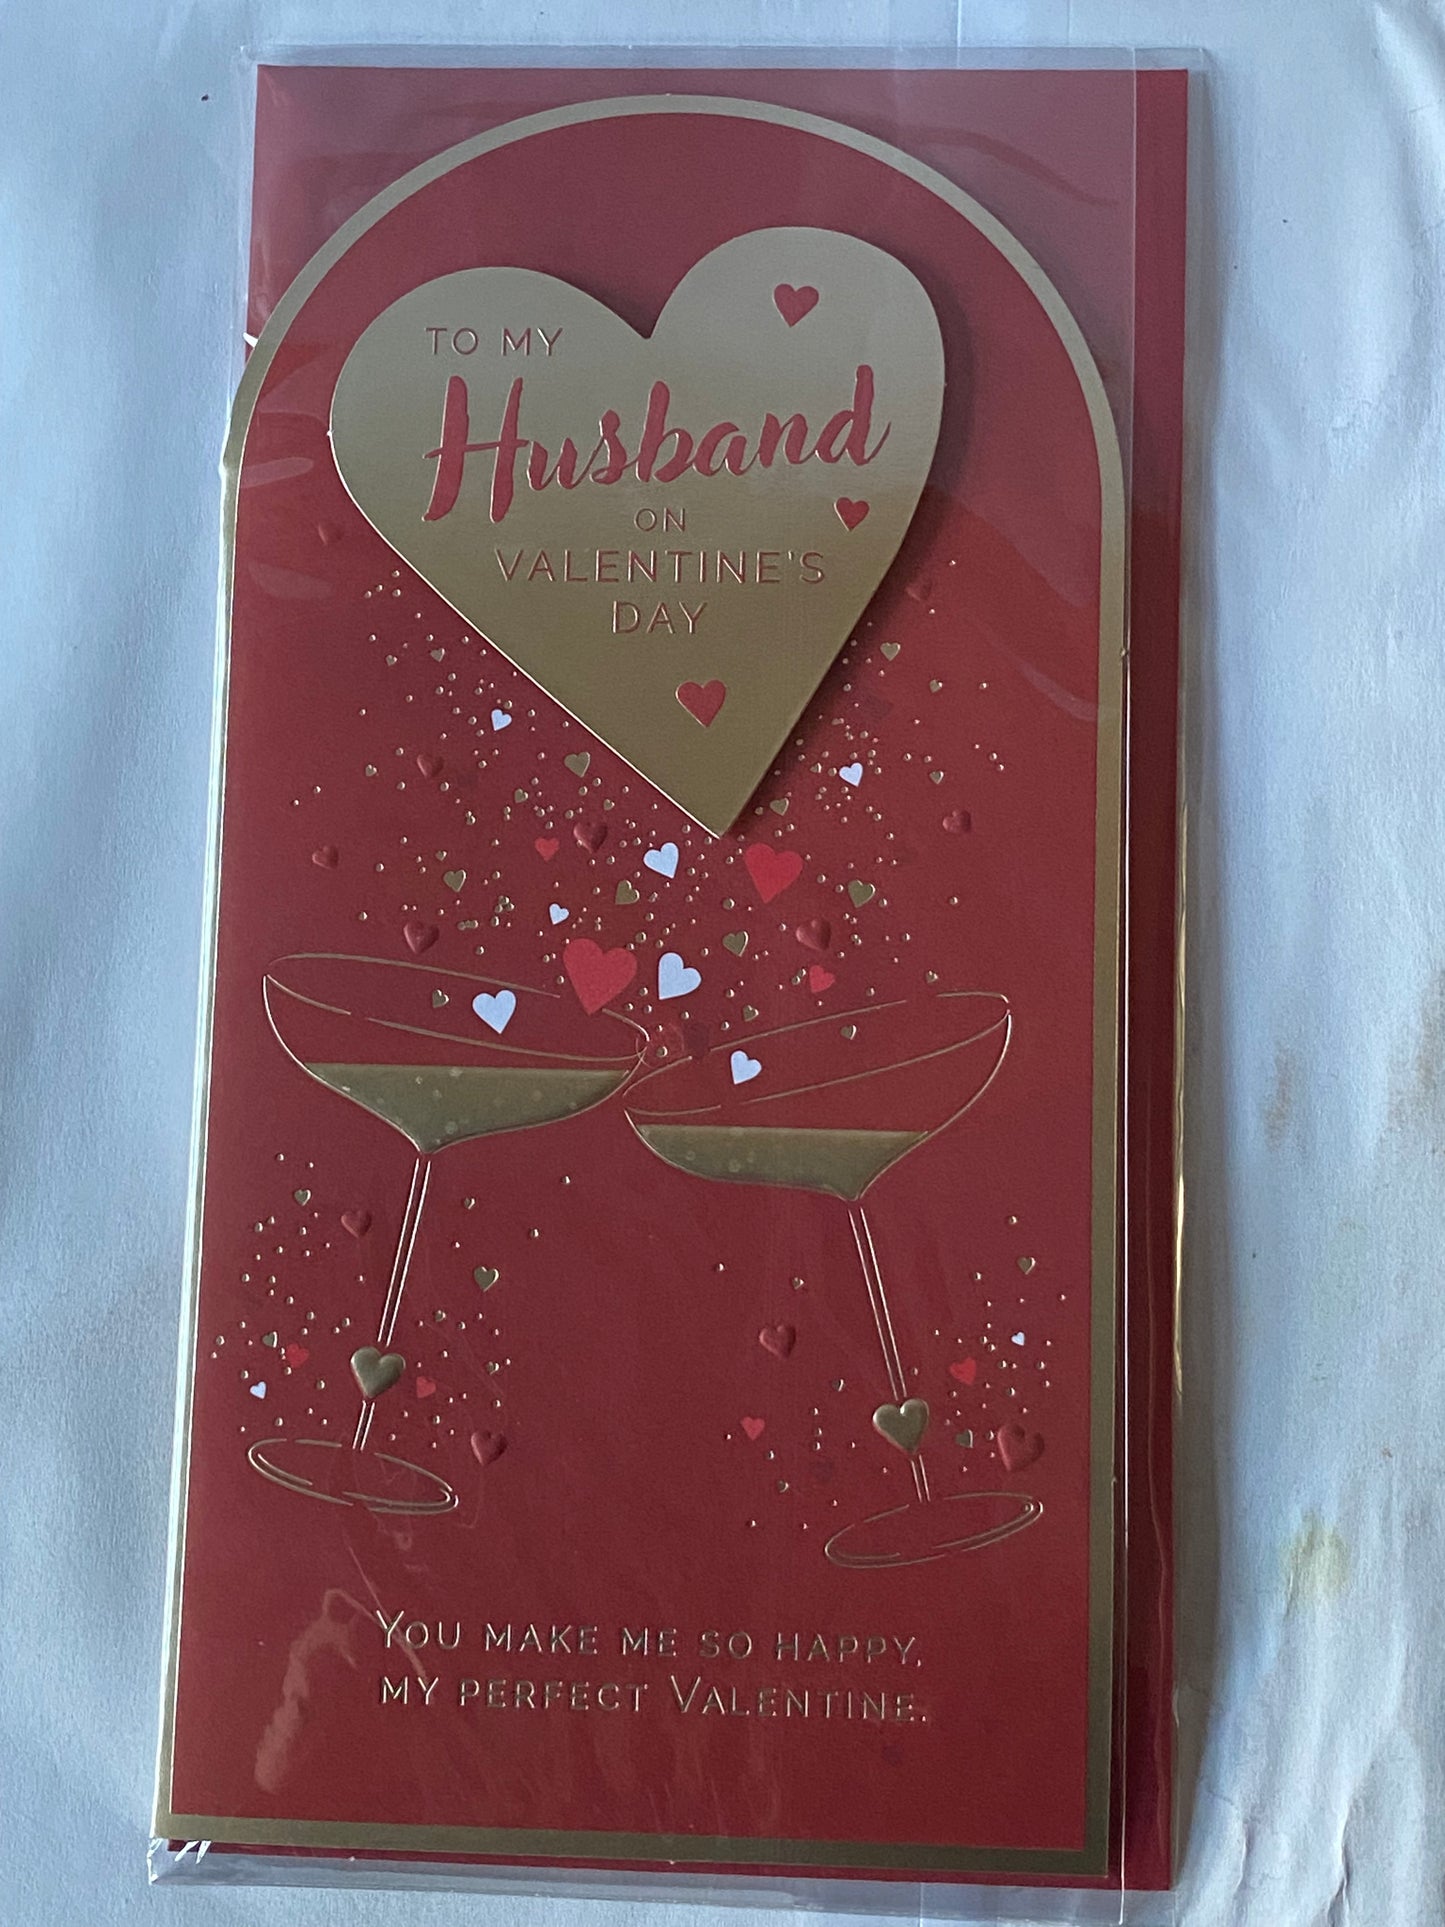 TO MY
Husband
ON
VALENTINE'S
DAY
YOU MAKE ME SO HAPPY,
MY PERFECT VALENTINE.